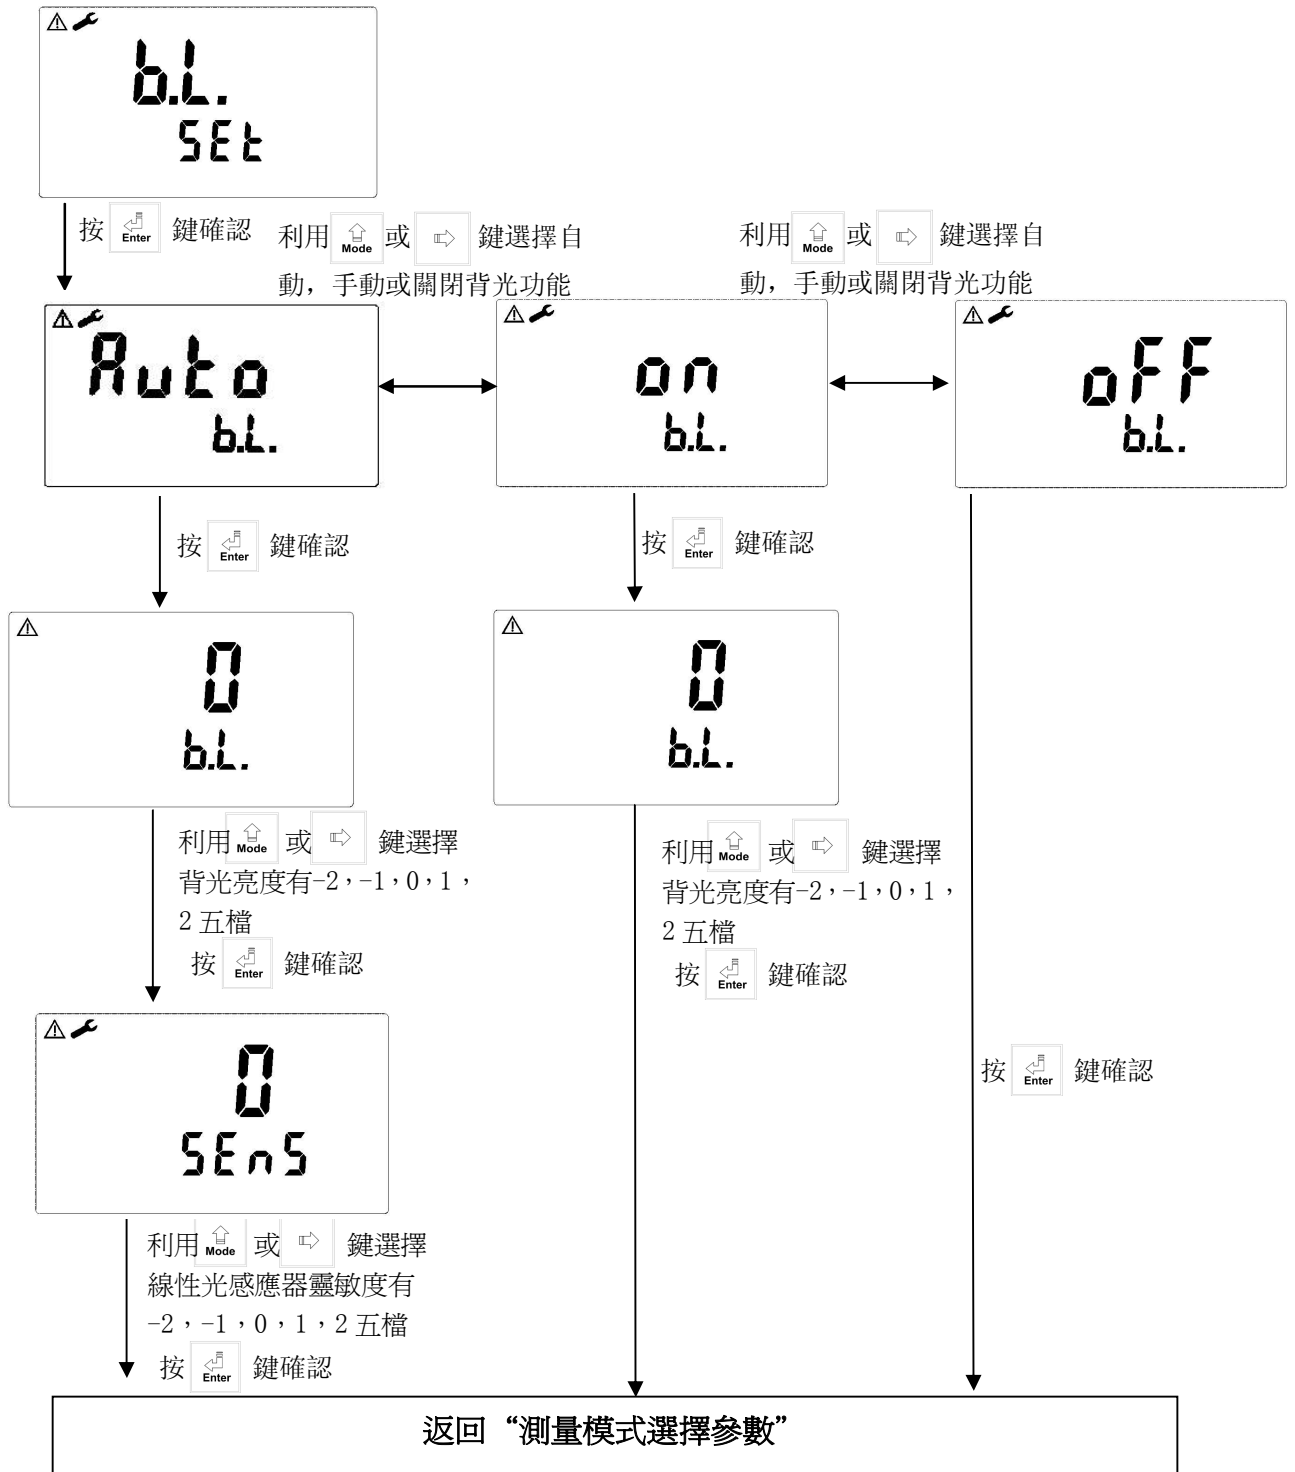 b.L.
SEt
按 Enter 鍵確認
利用 Mode 或 鍵選擇自
動，手動或關閉背光功能
利用 Mode 或 鍵選擇自
動，手動或關閉背光功能
Auto
b.L.
on
b.L.
oFF
b.L.
按 Enter 鍵確認
按 Enter 鍵確認
0
b.L.
0
b.L.
利用 Mode 或 鍵選擇
背光亮度有-2，-1，0，1，
2 五檔
按 Enter 鍵確認
利用 Mode 或 鍵選擇
背光亮度有-2，-1，0，1，
2 五檔
按 Enter 鍵確認
0
SEnS
按 Enter 鍵確認
利用 Mode 或 鍵選擇
線性光感應器靈敏度有
-2，-1，0，1，2 五檔
按 Enter 鍵確認
返回“測量模式選擇參數”